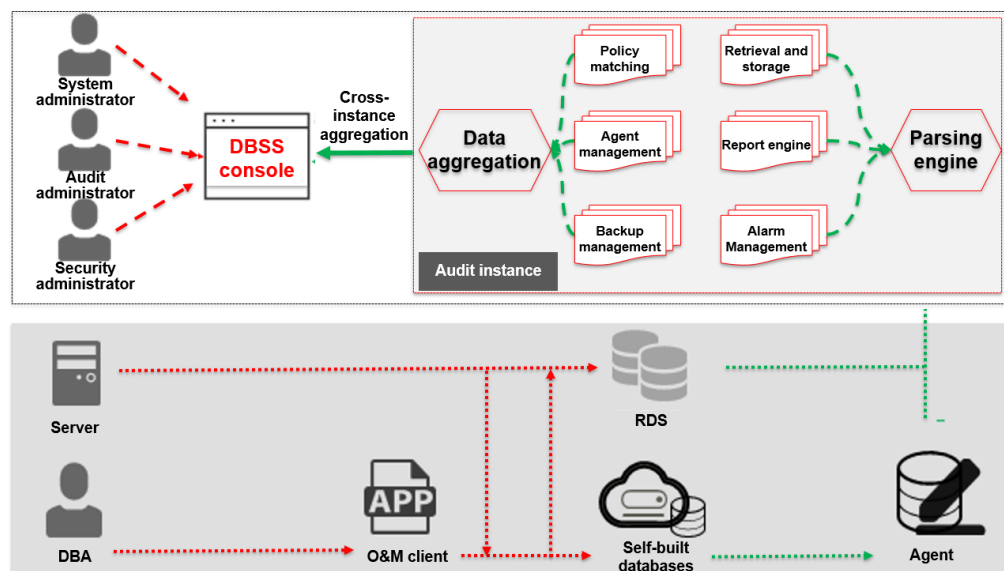 System
administrator
Audit
administrator
Security
administrator
DBSS
console
Cross-
instance
aggregation
Data
aggregation
Policy
matching
Agent
management
Backup
management
Retrieval and
storage
Report engine
Alarm
Management
Parsing
engine
Audit instance
Server
RDS
DBA
APP
O&M client
Self-built
databases
Agent